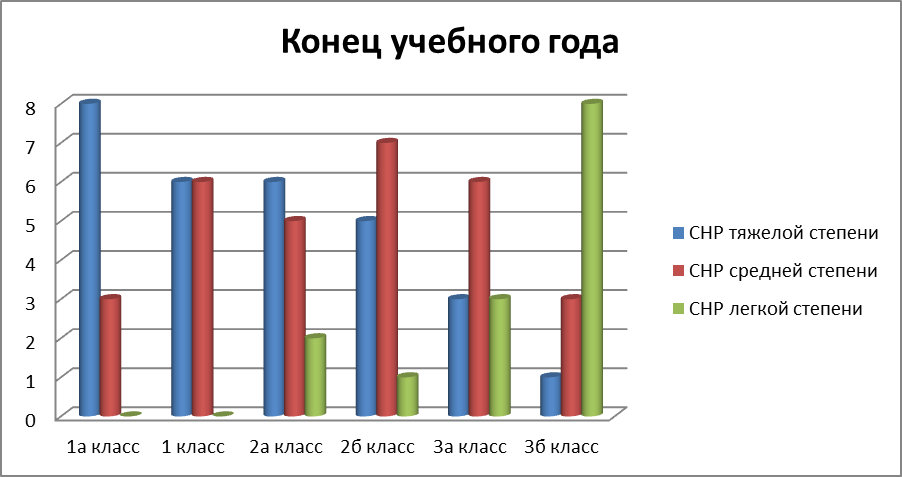 Конец учебного года
8
7
6
5
4
3
2
1
0
1а класс 1 класс 2а класс 2б класс 3а класс 3б класс
СНР тяжелой степени
СНР средней степени
СНР легкой степени